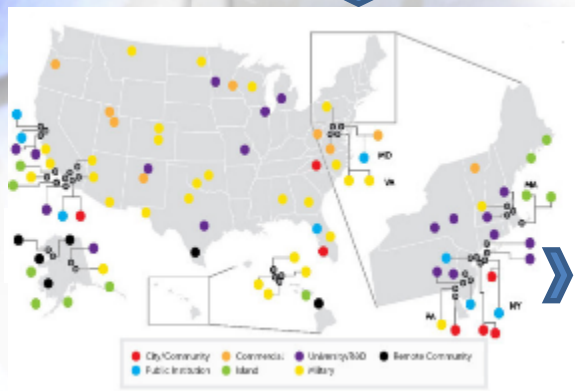 MD
VA
MA
NY
PA
City/Community Commercial University/R&D Remote Community
Public Institution Island Military